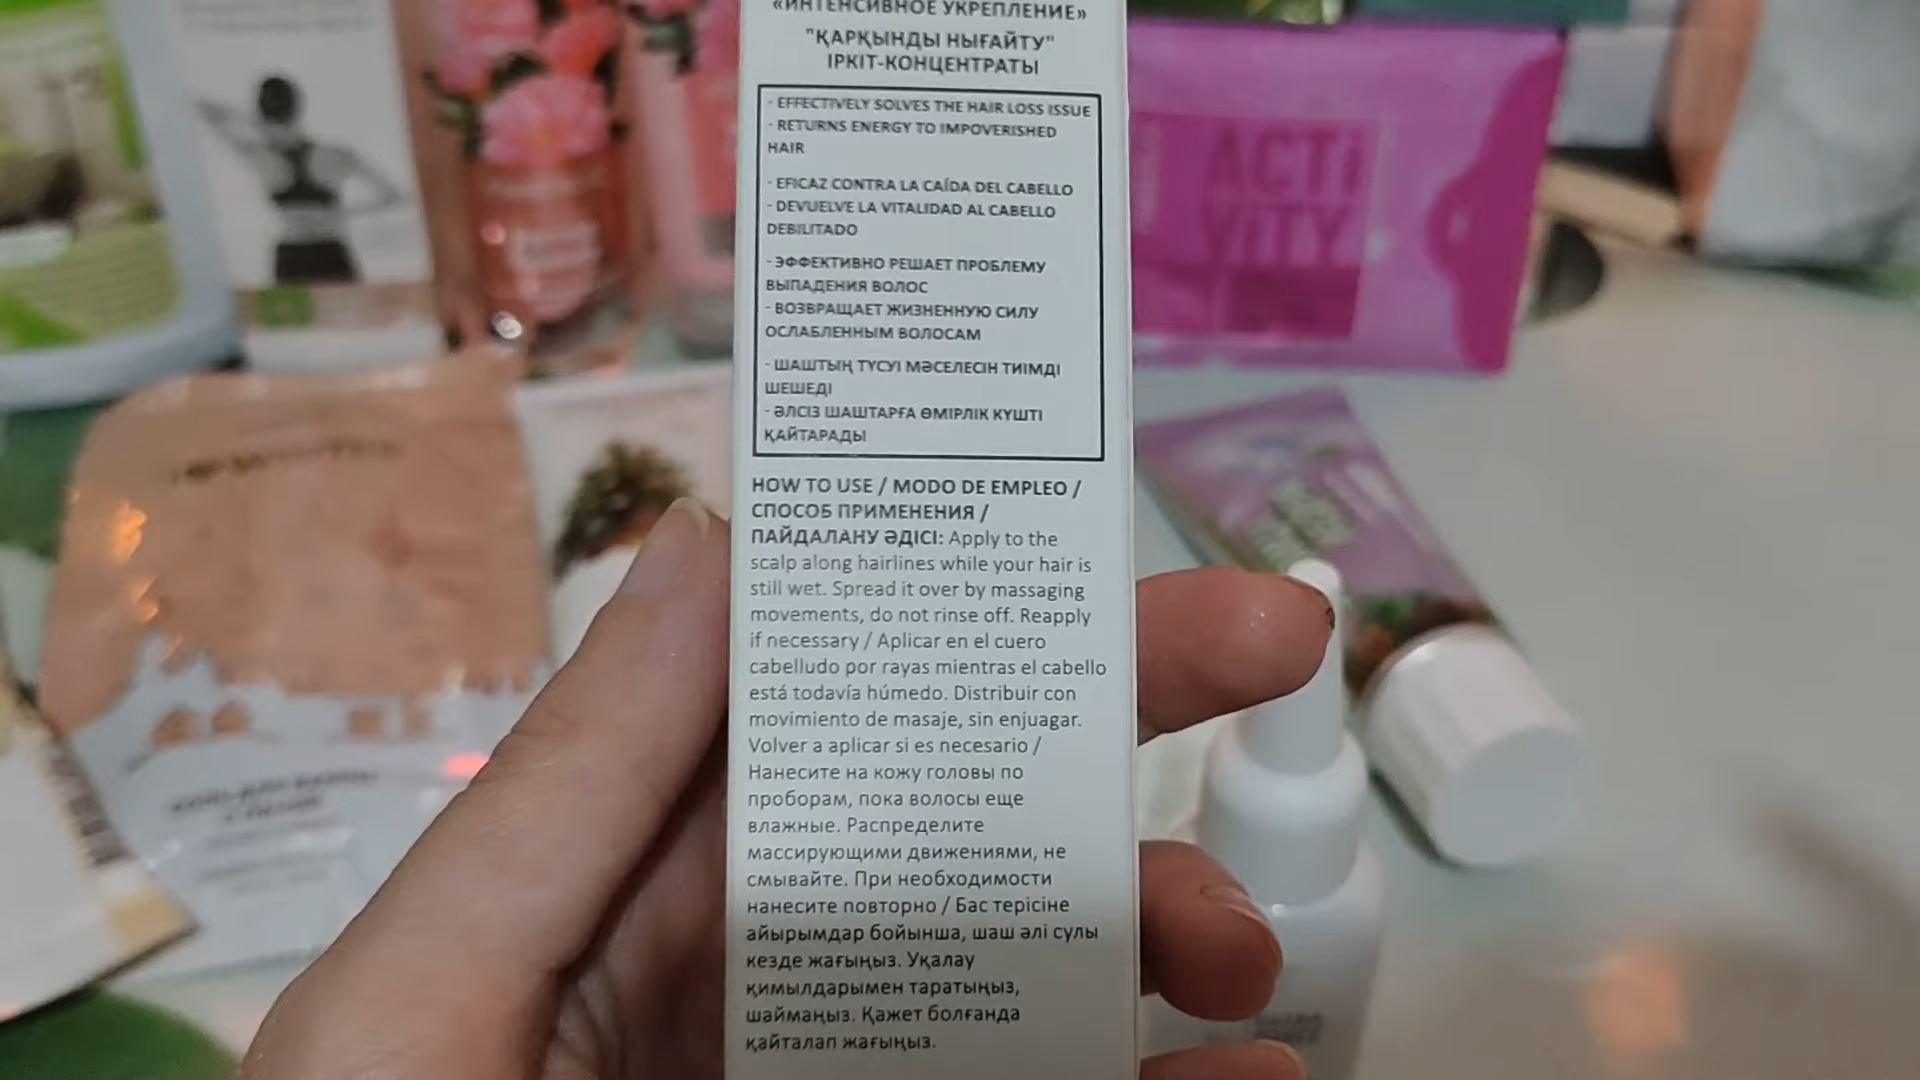 «ИНТЕНСИВНОЕ УКРЕПЛЕНИЕ»
"ҚАРҚЫНДЫ НЫҒАЙТУ"
ІРКІТ-КОНЦЕНТРАТЫ
- EFFECTIVELY SOLVES THE HAIR LOSS ISSUE
- RETURNS ENERGY TO IMPOVERISHED
HAIR
- EFICAZ CONTRA LA CAÍDA DEL CABELLO
- DEVUELVE LA VITALIDAD AL CABELLO
DEBILITADO
- ЭФФЕКТИВНО РЕШАЕТ ПРОБЛЕМУ
ВЫПАДЕНИЯ ВОЛОС
- ВОЗВРАЩАЕТ ЖИЗНЕННУЮ СИЛУ
ОСЛАБЛЕННЫМ ВОЛОСАМ
- ШАШТЫҢ ТҮСУІ МӘСЕЛЕСІН ТИІМДІ
ШЕШЕДІ
- ӘЛСІЗ ШАШТАРҒА ӨМІРЛІК КҮШТІ
ҚАЙТАРАДЫ
HOW TO USE / MODO DE EMPLEO /
СПОСОБ ПРИМЕНЕНИЯ /
ПАЙДАЛАНУ ӘДІСІ: Apply to the
scalp along hairlines while your hair is
still wet. Spread it over by massaging
movements, do not rinse off. Reapply
if necessary / Aplicar en el cuero
cabelludo por rayas mientras el cabello
está todavía húmedo. Distribuir con
movimiento de masaje, sin enjuagar.
Volver a aplicar si es necesario /
Нанесите на кожу головы по
проборам, пока волосы еще
влажные. Распределите
массирующими движениями, не
смывайте. При необходимости
нанесите повторно / Бас терісіне
айырымдар бойынша, шаш әлі сулы
кезде жағыңыз. Уқалау
қимылдарымен таратыңыз,
шаймаңыз. Қажет болғанда
қайталап жағыңыз.
ACTI
VITY